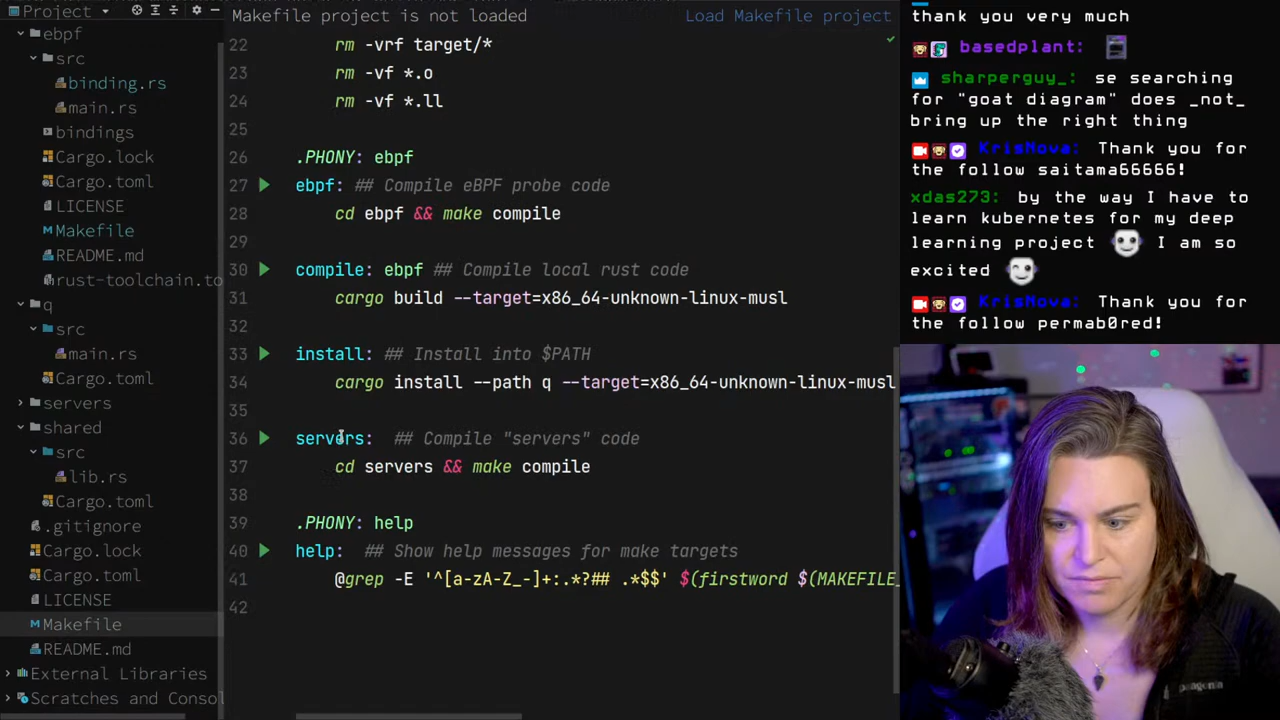 Project
Makefile project is not loaded
Load Makefile project
ebpf
src
binding.rs
main.rs
bindings
Cargo.lock
Cargo.toml
LICENSE
Makefile
README.md
rust-toolchain.to
q
src
main.rs
Cargo.toml
servers
shared
src
lib.rs
Cargo.toml
.gitignore
Cargo.lock
Cargo.toml
LICENSE
Makefile
README.md
External Libraries
Scratches and Consol
22 rm -vrf target/*
23 rm -vf *.o
24 rm -vf *.ll
25
26 .PHONY: ebpf
27 ebpf: ## Compile eBPF probe code
28 cd ebpf && make compile
29
30 compile: ebpf ## Compile local rust code
31 cargo build --target=x86_64-unknown-linux-musl
32
33 install: ## Install into $PATH
34 cargo install --path q --target=x86_64-unknown-linux-musl
35
36 servers: ## Compile "servers" code
37 cd servers && make compile
38
39 .PHONY: help
40 help: ## Show help messages for make targets
41 @grep -E '^[a-zA-Z_-]+:.*?## .*$$' $(firstword $(MAKEFILE_
42
thank you very much
basedplant:
sharperguy_: se searching
for "goat diagram" does _not_
bring up the right thing
KrisNova: Thank you for
the follow saitama66666!
xdas273: by the way I have to
learn kubernetes for my deep
learning project I am so
excited
KrisNova: Thank you for
the follow permab0red!
patagonia